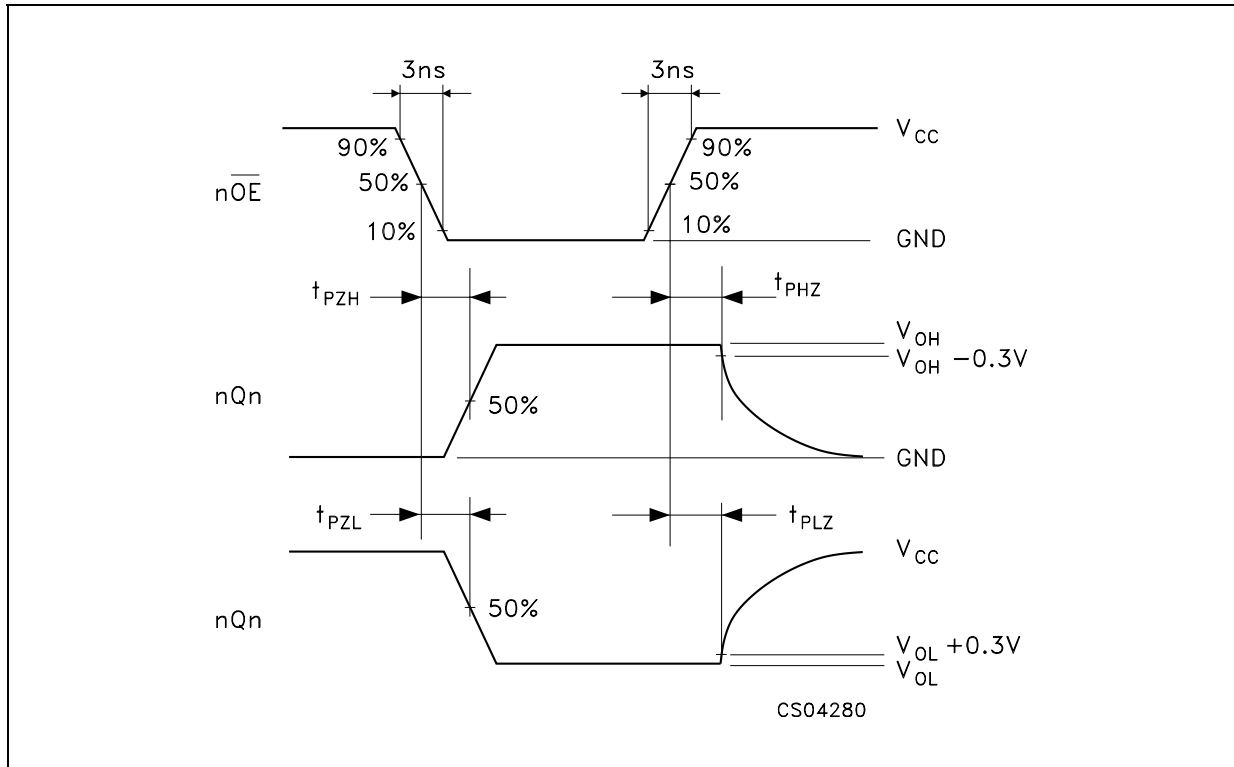 3ns 3ns
V_CC
90% 90%
nO̅E̅ 50% 50%
10% 10%
GND
t_PZH t_PHZ
V_OH
V_OH −0.3V
nQn 50%
GND
t_PZL t_PLZ
V_CC
nQn 50%
V_OL +0.3V
V_OL
CS04280